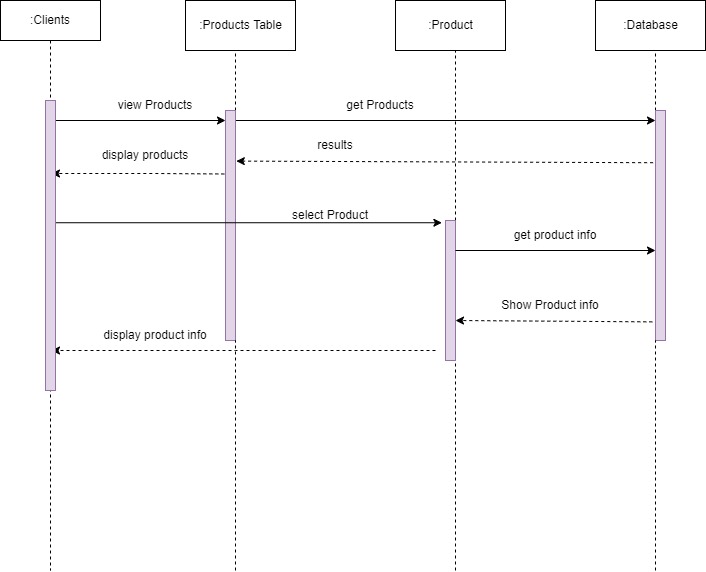 :Clients
:Products Table
:Product
:Database
view Products
get Products
results
display products
select Product
get product info
Show Product info
display product info